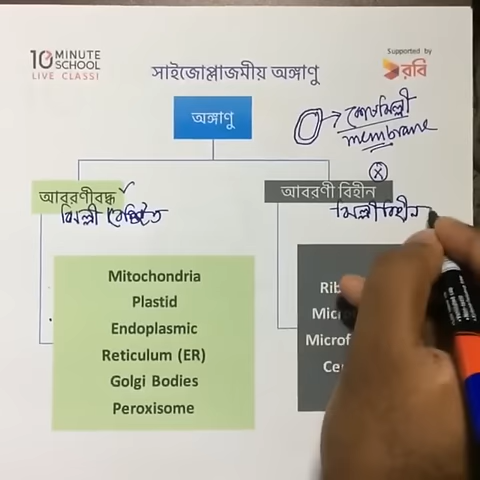 10 MINUTE SCHOOL
LIVE CLASS!
Supported by
রবি
সাইজোপ্লাজমীয় অঙ্গাণু
অঙ্গাণু
কোষঝিল্লী
membrane
আবরণীবদ্ধ
ঝিল্লী বেষ্টিত
আবরণী বিহীন
ঝিল্লীবিহীন
Mitochondria
Plastid
Endoplasmic
Reticulum (ER)
Golgi Bodies
Peroxisome